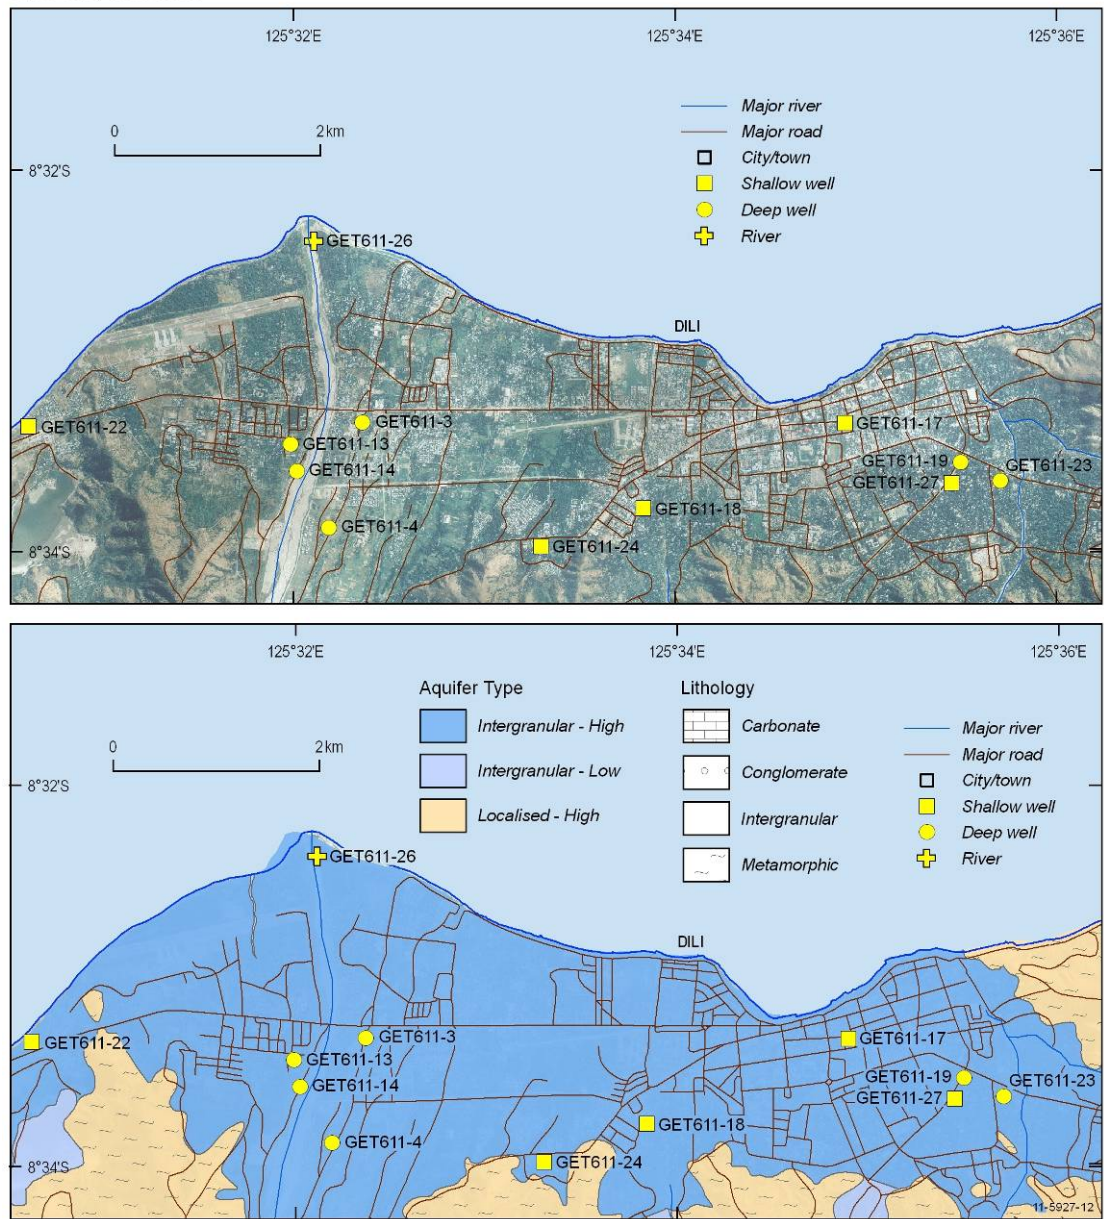 125°32'E
125°34'E
125°36'E
0
2km
Major river
Major road
City/town
Shallow well
Deep well
River
8°32'S
GET611-26
DILI
GET611-22
GET611-3
GET611-17
GET611-13
GET611-14
GET611-19
GET611-23
GET611-27
GET611-18
GET611-4
GET611-24
8°34'S
125°32'E
125°34'E
125°36'E
Aquifer Type
Lithology
Intergranular - High
Carbonate
Major river
0
2km
Major road
Intergranular - Low
Conglomerate
City/town
8°32'S
Shallow well
Localised - High
Intergranular
Deep well
River
GET611-26
Metamorphic
DILI
GET611-22
GET611-3
GET611-17
GET611-13
GET611-14
GET611-19
GET611-23
GET611-27
GET611-18
GET611-4
GET611-24
8°34'S
11-5927-12